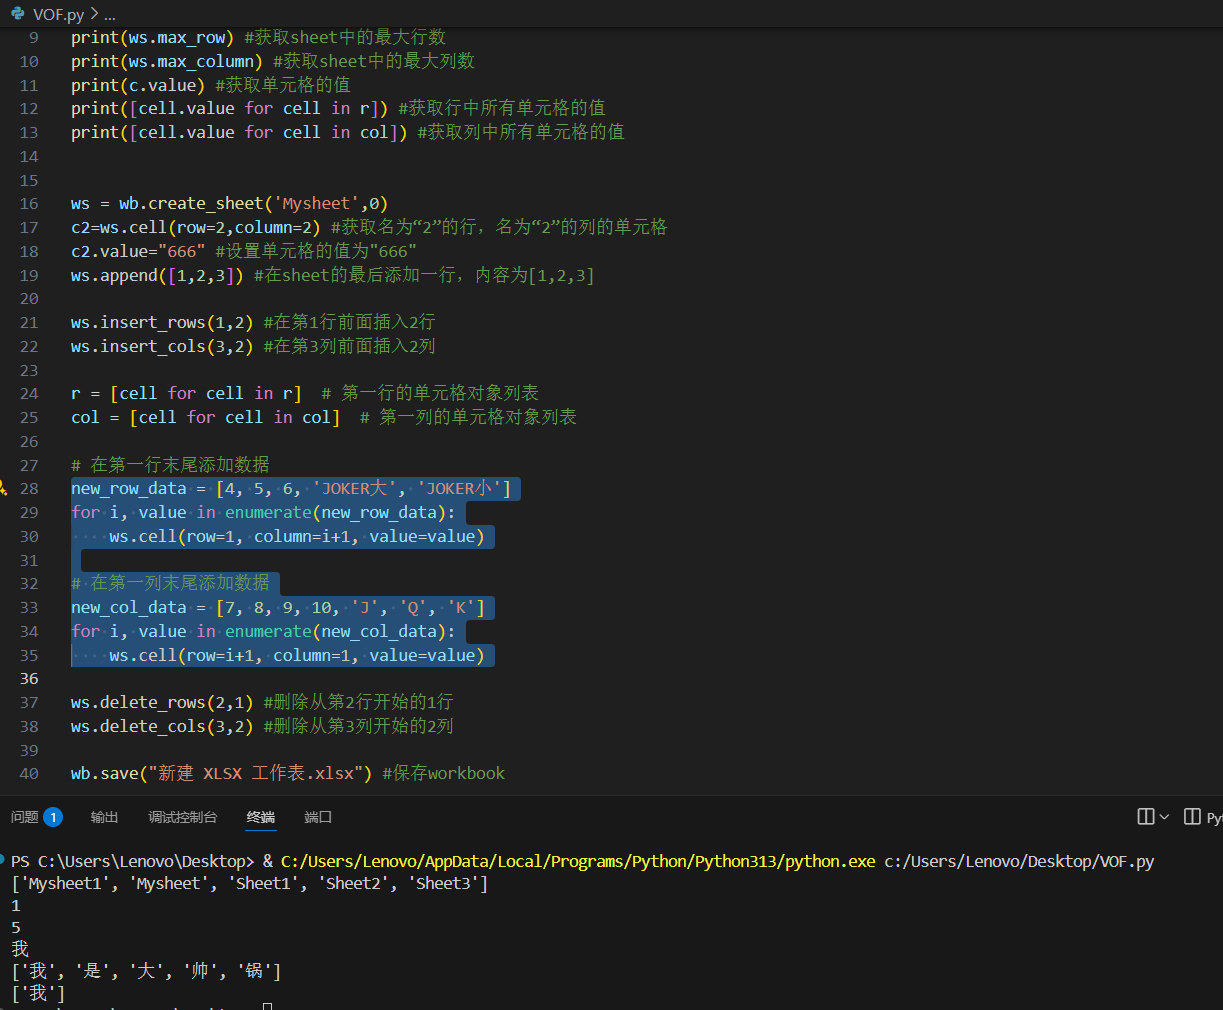 VOF.py > ...
9 print(ws.max_row) #获取sheet中的最大行数
10 print(ws.max_column) #获取sheet中的最大列数
11 print(c.value) #获取单元格的值
12 print([cell.value for cell in r]) #获取行中所有单元格的值
13 print([cell.value for cell in col]) #获取列中所有单元格的值
14
15
16 ws = wb.create_sheet('Mysheet',0)
17 c2=ws.cell(row=2,column=2) #获取名为“2”的行，名为“2”的列的单元格
18 c2.value="666" #设置单元格的值为"666"
19 ws.append([1,2,3]) #在sheet的最后添加一行，内容为[1,2,3]
20
21 ws.insert_rows(1,2) #在第1行前面插入2行
22 ws.insert_cols(3,2) #在第3列前面插入2列
23
24 r = [cell for cell in r]  # 第一行的单元格对象列表
25 col = [cell for cell in col]  # 第一列的单元格对象列表
26
27 # 在第一行末尾添加数据
28 new_row_data = [4, 5, 6, 'JOKER大', 'JOKER小']
29 for i, value in enumerate(new_row_data):
30     ws.cell(row=1, column=i+1, value=value)
31
32 # 在第一列末尾添加数据
33 new_col_data = [7, 8, 9, 10, 'J', 'Q', 'K']
34 for i, value in enumerate(new_col_data):
35     ws.cell(row=i+1, column=1, value=value)
36
37 ws.delete_rows(2,1) #删除从第2行开始的1行
38 ws.delete_cols(3,2) #删除从第3列开始的2列
39
40 wb.save("新建 XLSX 工作表.xlsx") #保存workbook
问题 1 输出 调试控制台 终端 端口 Pyt
PS C:\Users\Lenovo\Desktop> & C:/Users/Lenovo/AppData/Local/Programs/Python/Python313/python.exe c:/Users/Lenovo/Desktop/VOF.py
['Mysheet1', 'Mysheet', 'Sheet1', 'Sheet2', 'Sheet3']
1
5
我
['我', '是', '大', '帅', '锅']
['我']